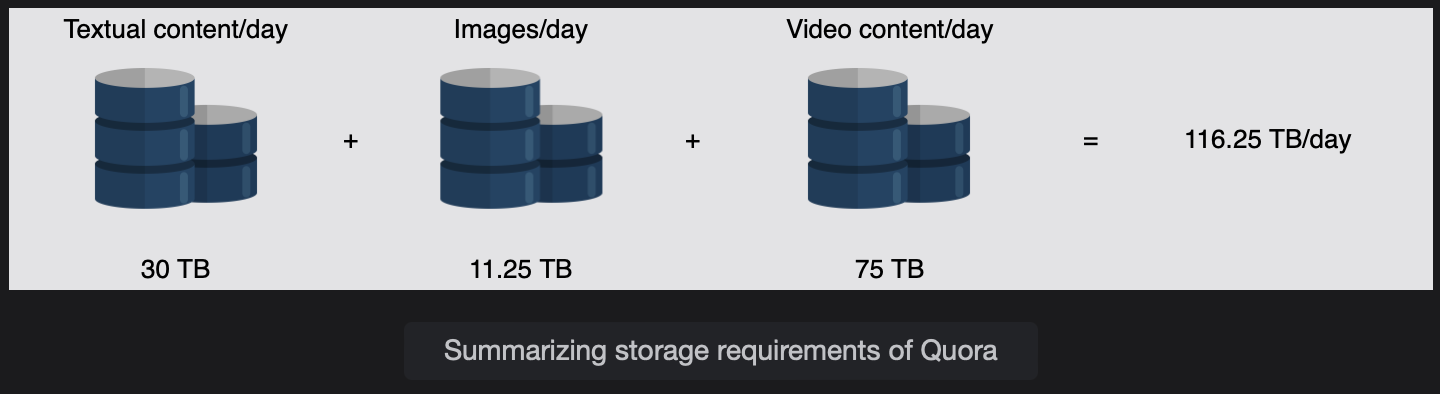 Textual content/day
Images/day
Video content/day
+
+
=
116.25 TB/day
30 TB
11.25 TB
75 TB
Summarizing storage requirements of Quora